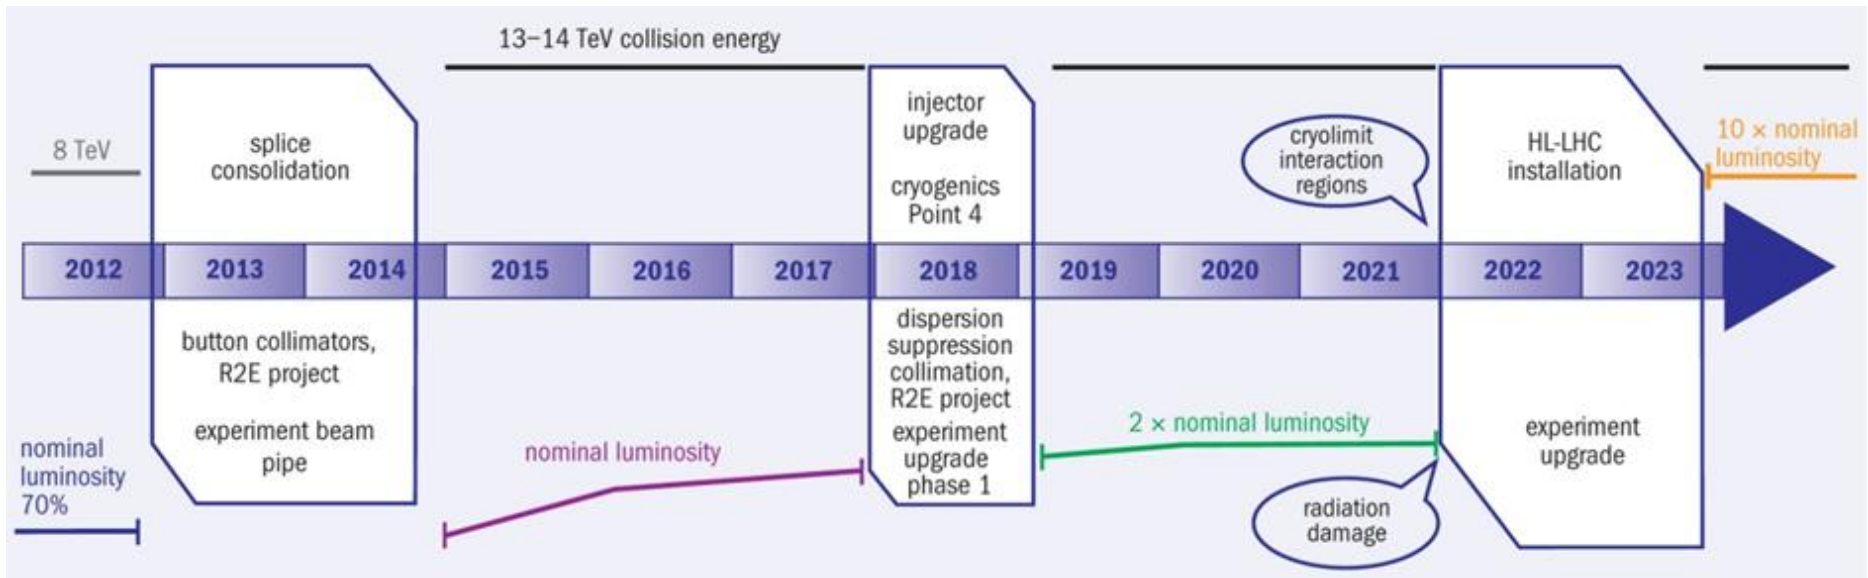 13–14 TeV collision energy
8 TeV
splice
consolidation
injector
upgrade
cryogenics
Point 4
cryolimit
interaction
regions
HL-LHC
installation
10 × nominal
luminosity
2012
2013
2014
2015
2016
2017
2018
2019
2020
2021
2022
2023
nominal
luminosity
70%
button collimators,
R2E project
experiment beam
pipe
nominal luminosity
dispersion
suppression
collimation,
R2E project
experiment
upgrade
phase 1
2 × nominal luminosity
radiation
damage
experiment
upgrade